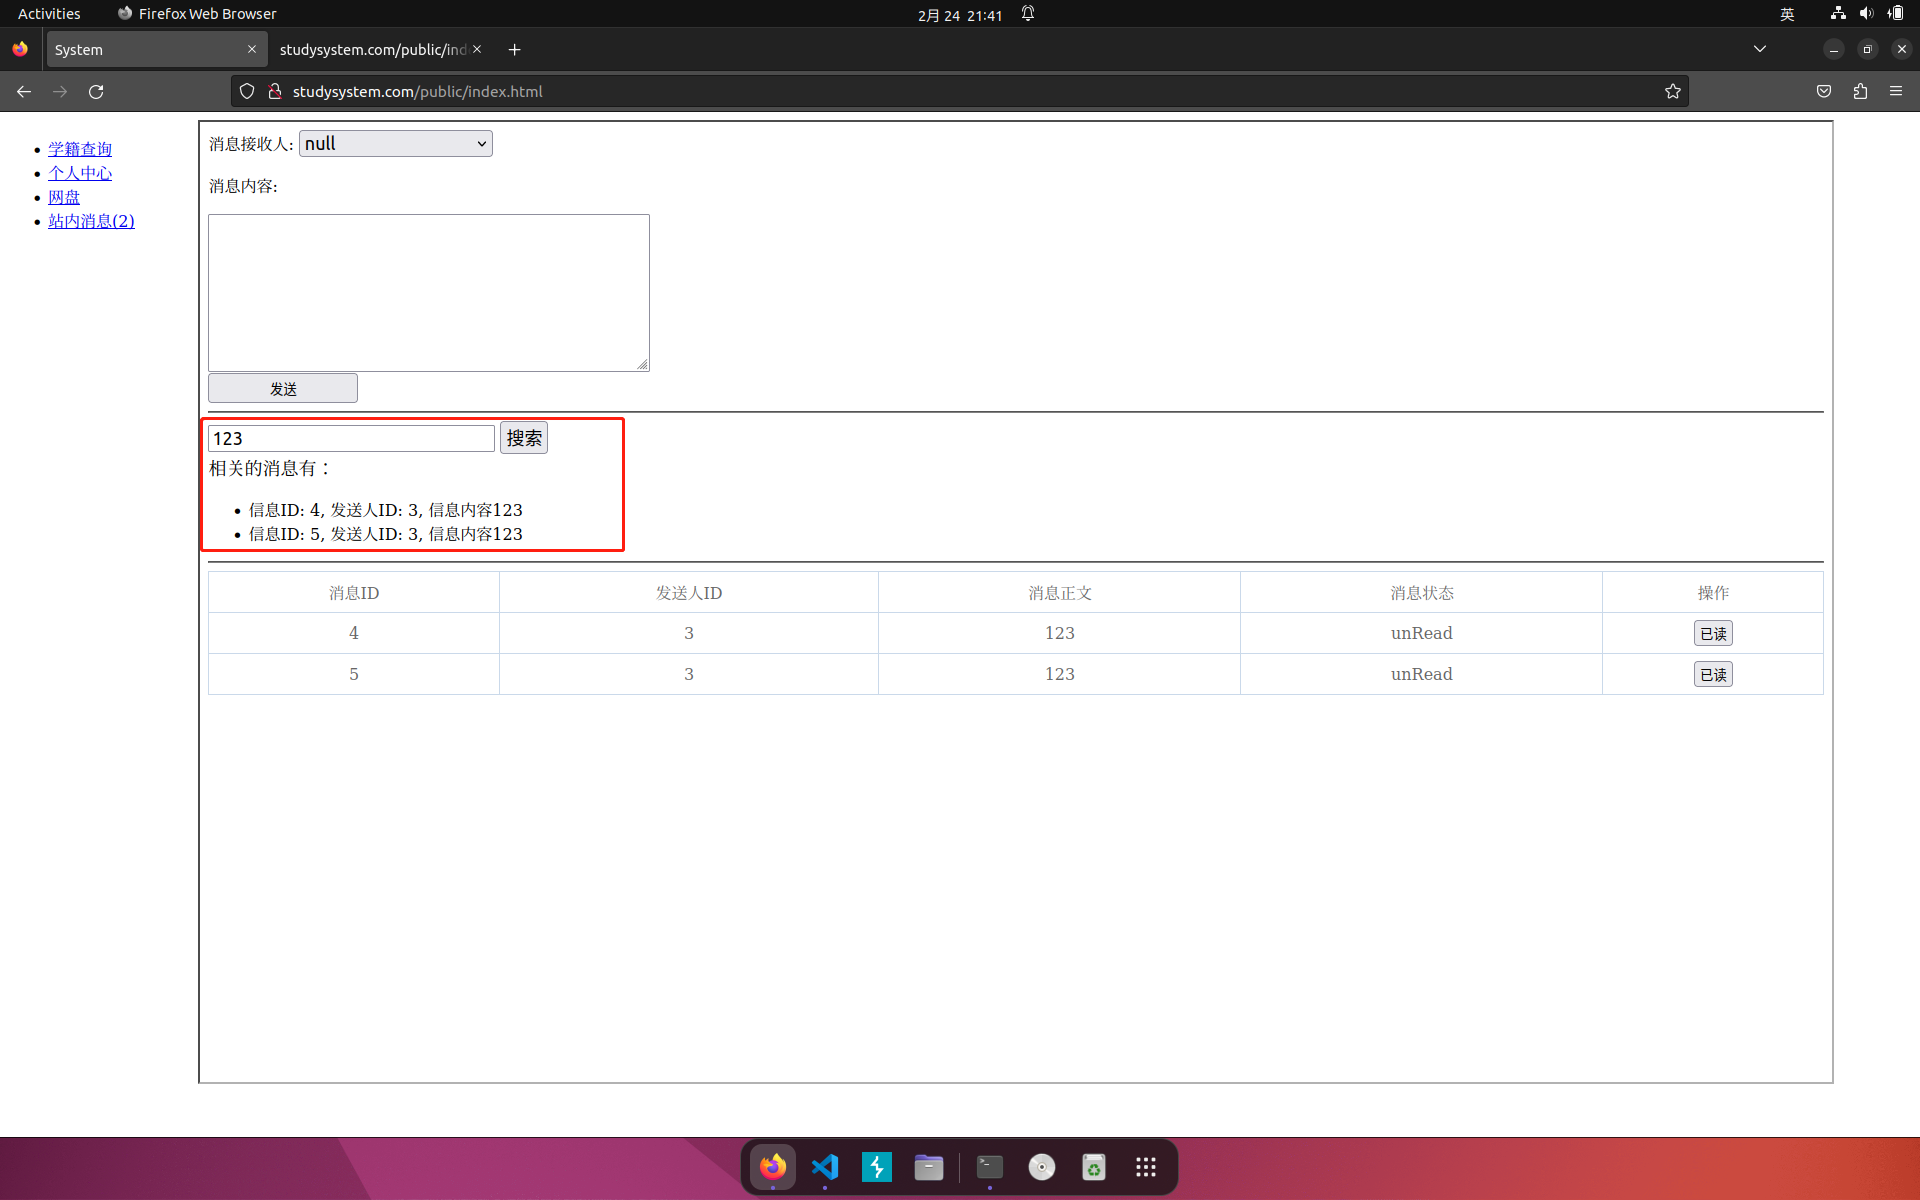 Activities Firefox Web Browser 2月 24 21:41 英
System studysystem.com/public/ind
studysystem.com/public/index.html
学籍查询
个人中心
网盘
站内消息(2)
消息接收人: null
消息内容:
发送
123 搜索
相关的消息有：
信息ID: 4, 发送人ID: 3, 信息内容123
信息ID: 5, 发送人ID: 3, 信息内容123
消息ID 发送人ID 消息正文 消息状态 操作
4 3 123 unRead 已读
5 3 123 unRead 已读